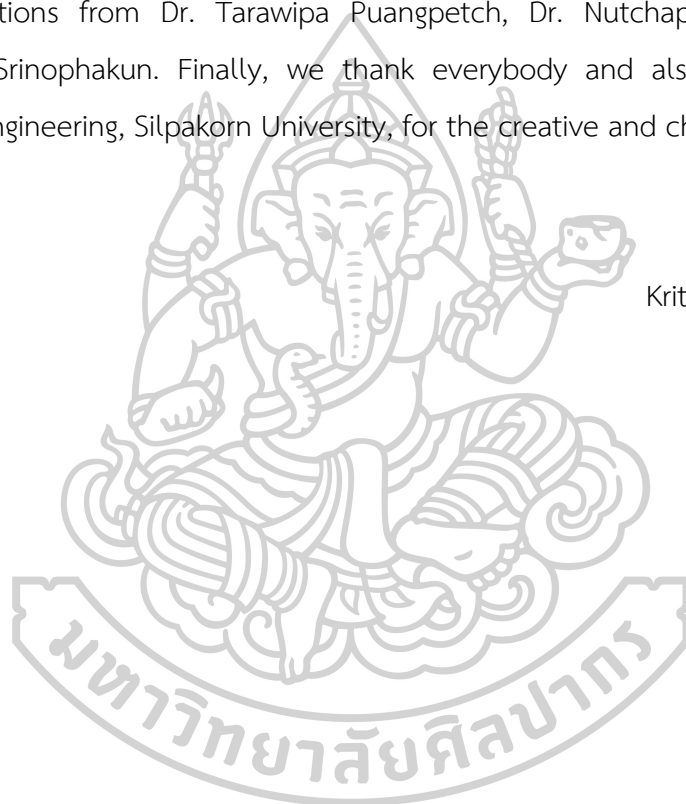 tions from Dr. Tarawipa Puangpetch, Dr. Nutchap
Srinophakun. Finally, we thank everybody and als
ngineering, Silpakorn University, for the creative and ch
Krit
มหาวิทยาลัยศิลปากร